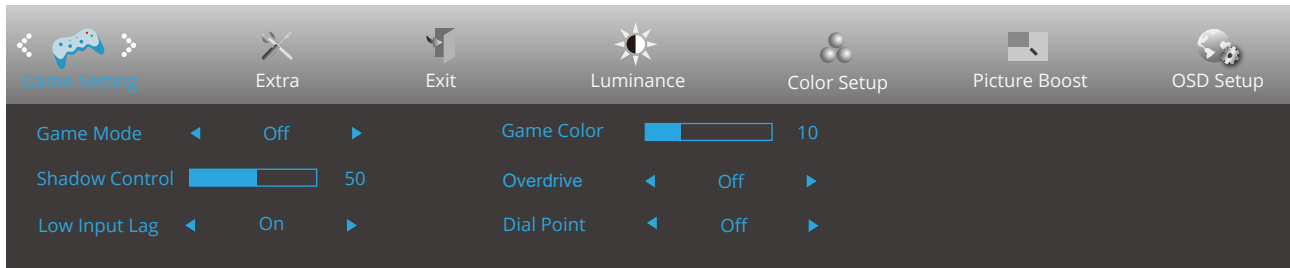 Game Setting Extra Exit Luminance Color Setup Picture Boost OSD Setup
Game Mode Off Game Color 10
Shadow Control 50 Overdrive Off
Low Input Lag On Dial Point Off